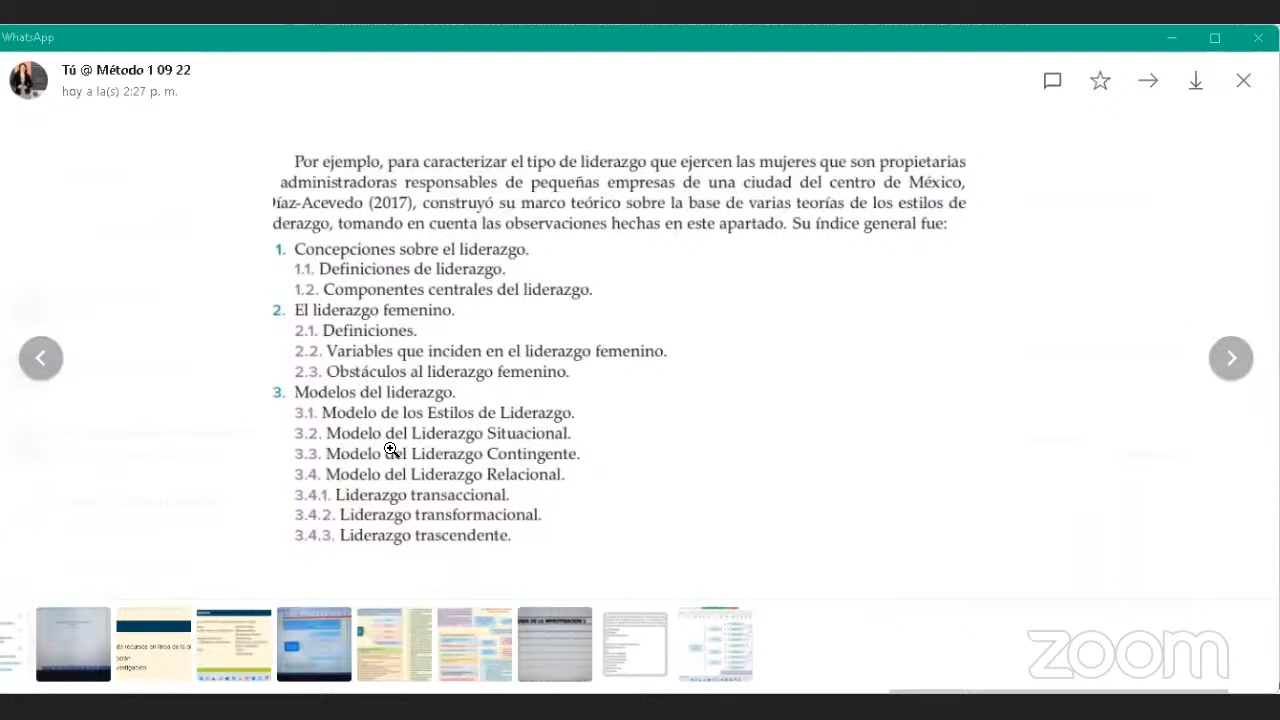 WhatsApp
Tú @ Método 1 09 22
hoy a la(s) 2:27 p. m.
Por ejemplo, para caracterizar el tipo de liderazgo que ejercen las mujeres que son propietarias
administradoras responsables de pequeñas empresas de una ciudad del centro de México,
íaz-Acevedo (2017), construyó su marco teórico sobre la base de varias teorías de los estilos de
derazgo, tomando en cuenta las observaciones hechas en este apartado. Su índice general fue:
1. Concepciones sobre el liderazgo.
1.1. Definiciones de liderazgo.
1.2. Componentes centrales del liderazgo.
2. El liderazgo femenino.
2.1. Definiciones.
2.2. Variables que inciden en el liderazgo femenino.
2.3. Obstáculos al liderazgo femenino.
3. Modelos del liderazgo.
3.1. Modelo de los Estilos de Liderazgo.
3.2. Modelo del Liderazgo Situacional.
3.3. Modelo del Liderazgo Contingente.
3.4. Modelo del Liderazgo Relacional.
3.4.1. Liderazgo transaccional.
3.4.2. Liderazgo transformacional.
3.4.3. Liderazgo trascendente.
zoom